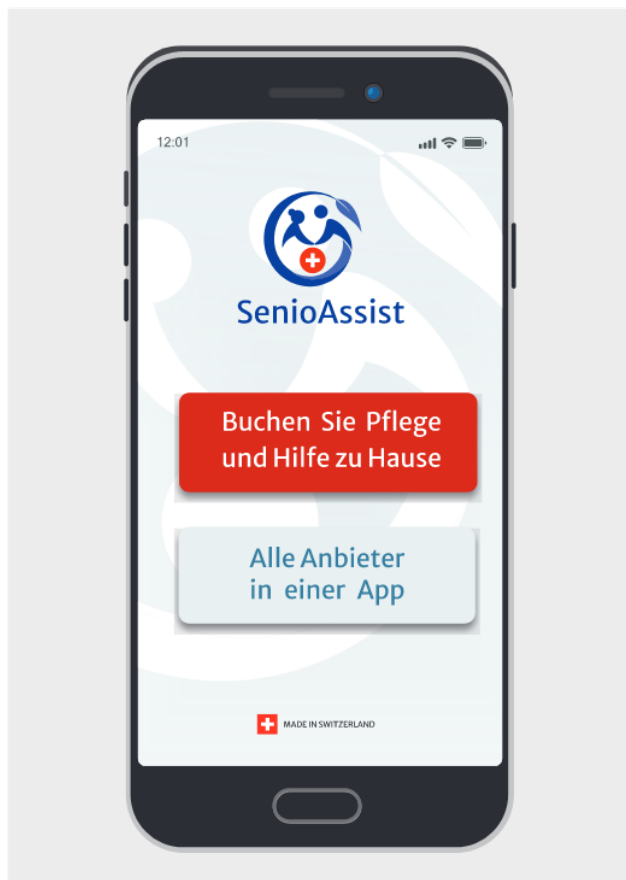 12:01
SenioAssist
Buchen Sie Pflege
und Hilfe zu Hause
Alle Anbieter
in einer App
MADE IN SWITZERLAND